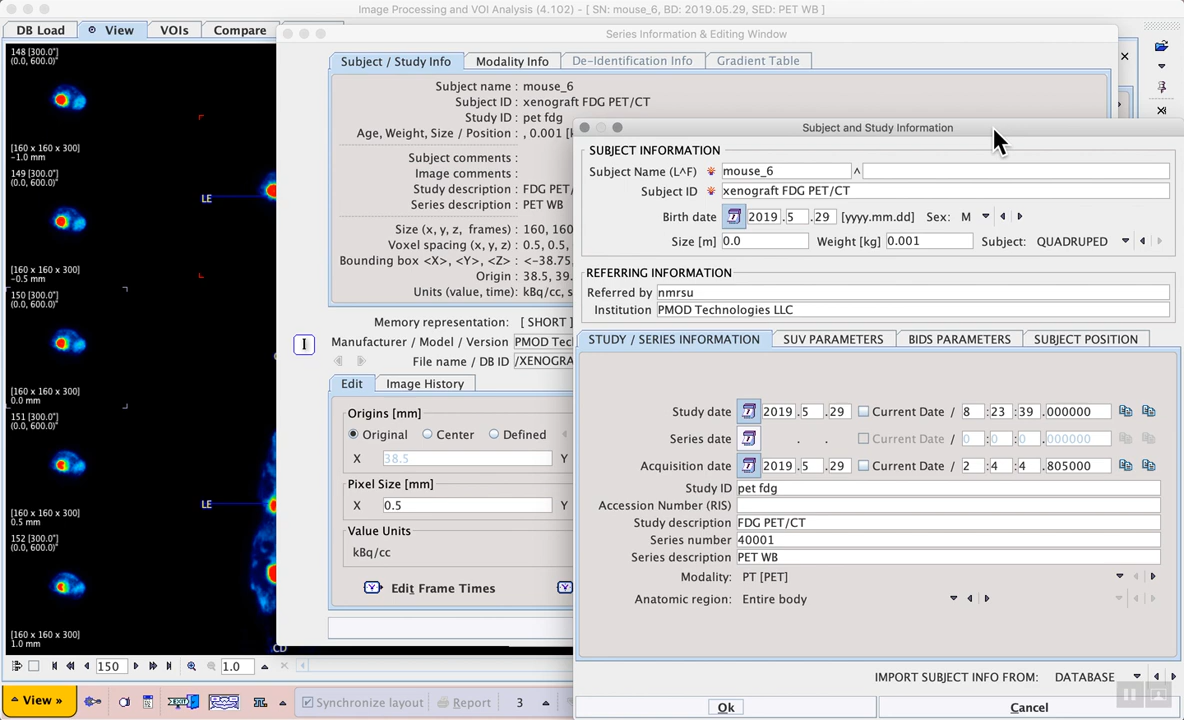 Image Processing and VOI Analysis (4.102) - [ SN: mouse_6, BD: 2019.05.29, SED: PET WB ]
DB Load View VOIs Compare
Series Information & Editing Window
Subject / Study Info Modality Info De-Identification Info Gradient Table
Subject name : mouse_6
Subject ID : xenograft FDG PET/CT
Study ID : pet fdg
Age, Weight, Size / Position : , 0.001 [k
Subject comments :
Image comments :
Study description : FDG PET/
Series description : PET WB
Size (x, y, z, frames) : 160, 160
Voxel spacing (x, y, z) : 0.5, 0.5,
Bounding box <X>, <Y>, <Z> : <-38.75,
Origin : 38.5, 39.
Units (value, time): kBq/cc, s
Memory representation: [ SHORT ]
Manufacturer / Model / Version PMOD Tec
File name / DB ID /XENOGRA
Edit Image History
Origins [mm]
Original Center Defined
X 38.5 Y
Pixel Size [mm]
X 0.5 Y
Value Units
kBq/cc
Edit Frame Times
Subject and Study Information
SUBJECT INFORMATION
Subject Name (L^F) mouse_6 ^
Subject ID xenograft FDG PET/CT
Birth date 2019 . 5 . 29 [yyyy.mm.dd] Sex: M
Size [m] 0.0 Weight [kg] 0.001 Subject: QUADRUPED
REFERRING INFORMATION
Referred by nmrsu
Institution PMOD Technologies LLC
STUDY / SERIES INFORMATION SUV PARAMETERS BIDS PARAMETERS SUBJECT POSITION
Study date 2019 . 5 . 29 Current Date / 8 : 23 : 39 . 000000
Series date . . Current Date / 0 : 0 : 0 . 000000
Acquisition date 2019 . 5 . 29 Current Date / 2 : 4 : 4 . 805000
Study ID pet fdg
Accession Number (RIS)
Study description FDG PET/CT
Series number 40001
Series description PET WB
Modality: PT [PET]
Anatomic region: Entire body
IMPORT SUBJECT INFO FROM: DATABASE
Ok Cancel
148 [300.0"]
(0.0, 600.0)"
[160 x 160 x 300]
-1.0 mm
149 [300.0"]
(0.0, 600.0)"
[160 x 160 x 300]
-0.5 mm
150 [300.0"]
(0.0, 600.0)"
[160 x 160 x 300]
0.0 mm
151 [300.0"]
(0.0, 600.0)"
[160 x 160 x 300]
0.5 mm
152 [300.0"]
(0.0, 600.0)"
[160 x 160 x 300]
1.0 mm
LE
LE
CD
150 1.0
View » Synchronize layout Report 3